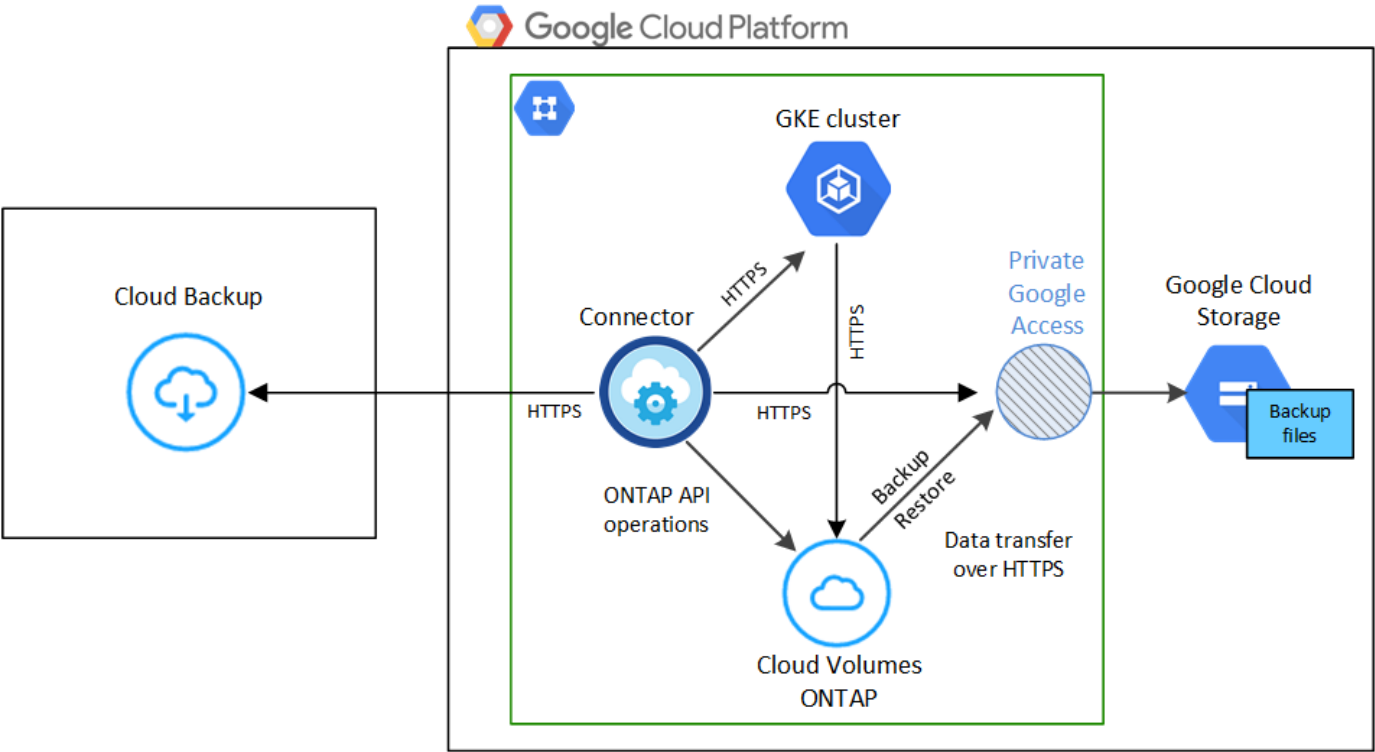 Google Cloud Platform
GKE cluster
Private
Google
Access
Google Cloud
Storage
Cloud Backup
Connector
HTTPS
HTTPS
HTTPS
HTTPS
Backup
files
ONTAP API
operations
Backup
Restore
Data transfer
over HTTPS
Cloud Volumes
ONTAP